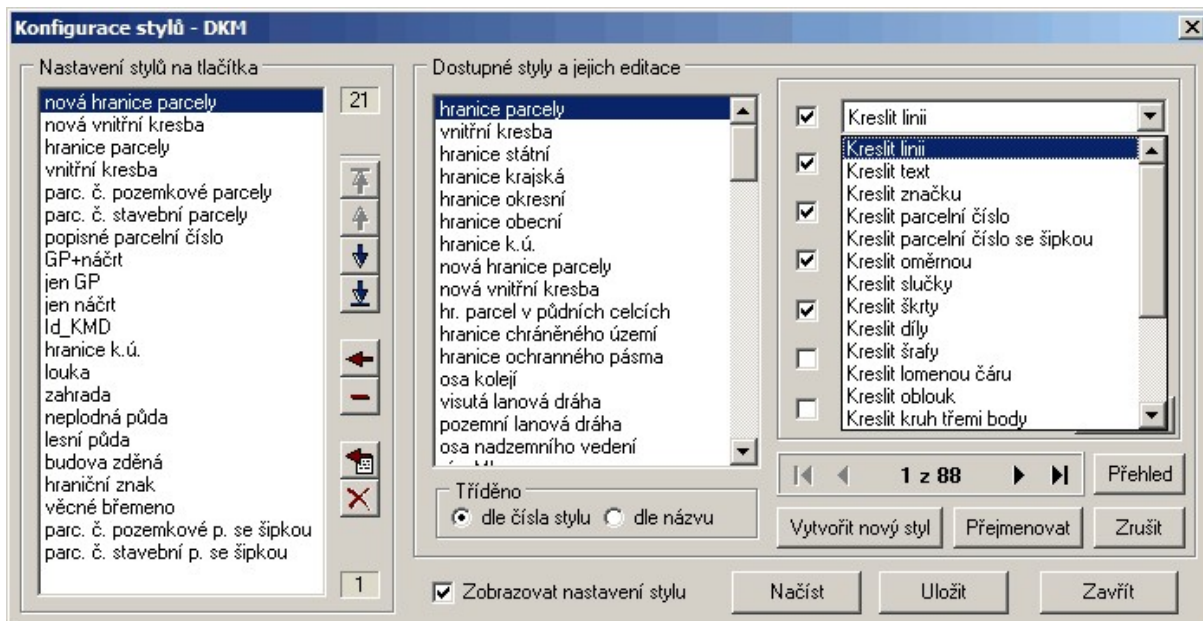 Konfigurace stylů - DKM
Nastavení stylů na tlačítka
nová hranice parcely
nová vnitřní kresba
hranice parcely
vnitřní kresba
parc. č. pozemkové parcely
parc. č. stavební parcely
popisné parcelní číslo
GP+náčrt
jen GP
jen náčrt
Id_KMD
hranice k.ú.
louka
zahrada
neplodná půda
lesní půda
budova zděná
hraniční znak
věcné břemeno
parc. č. pozemkové p. se šipkou
parc. č. stavební p. se šipkou
21
1
Dostupné styly a jejich editace
hranice parcely
vnitřní kresba
hranice státní
hranice krajská
hranice okresní
hranice obecní
hranice k.ú.
nová hranice parcely
nová vnitřní kresba
hr. parcel v půdních celcích
hranice chráněného území
hranice ochranného pásma
osa kolejí
visutá lanová dráha
pozemní lanová dráha
osa nadzemního vedení
Tříděno
dle čísla stylu
dle názvu
Kreslit linii
Kreslit linii
Kreslit text
Kreslit značku
Kreslit parcelní číslo
Kreslit parcelní číslo se šipkou
Kreslit oměrnou
Kreslit slučky
Kreslit škrty
Kreslit díly
Kreslit šrafy
Kreslit lomenou čáru
Kreslit oblouk
Kreslit kruh třemi body
1 z 88
Přehled
Vytvořit nový styl
Přejmenovat
Zrušit
Zobrazovat nastavení stylu
Načíst
Uložit
Zavřít